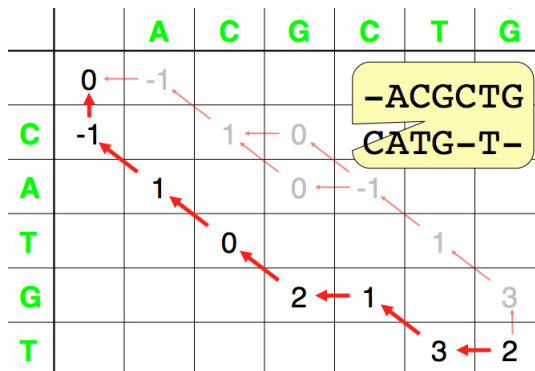 A C G C T G
0 -1
C -1 1 0
A 1 0 -1
T 0 1
G 2 1 3
T 3 2
-ACGCTG
CATG-T-